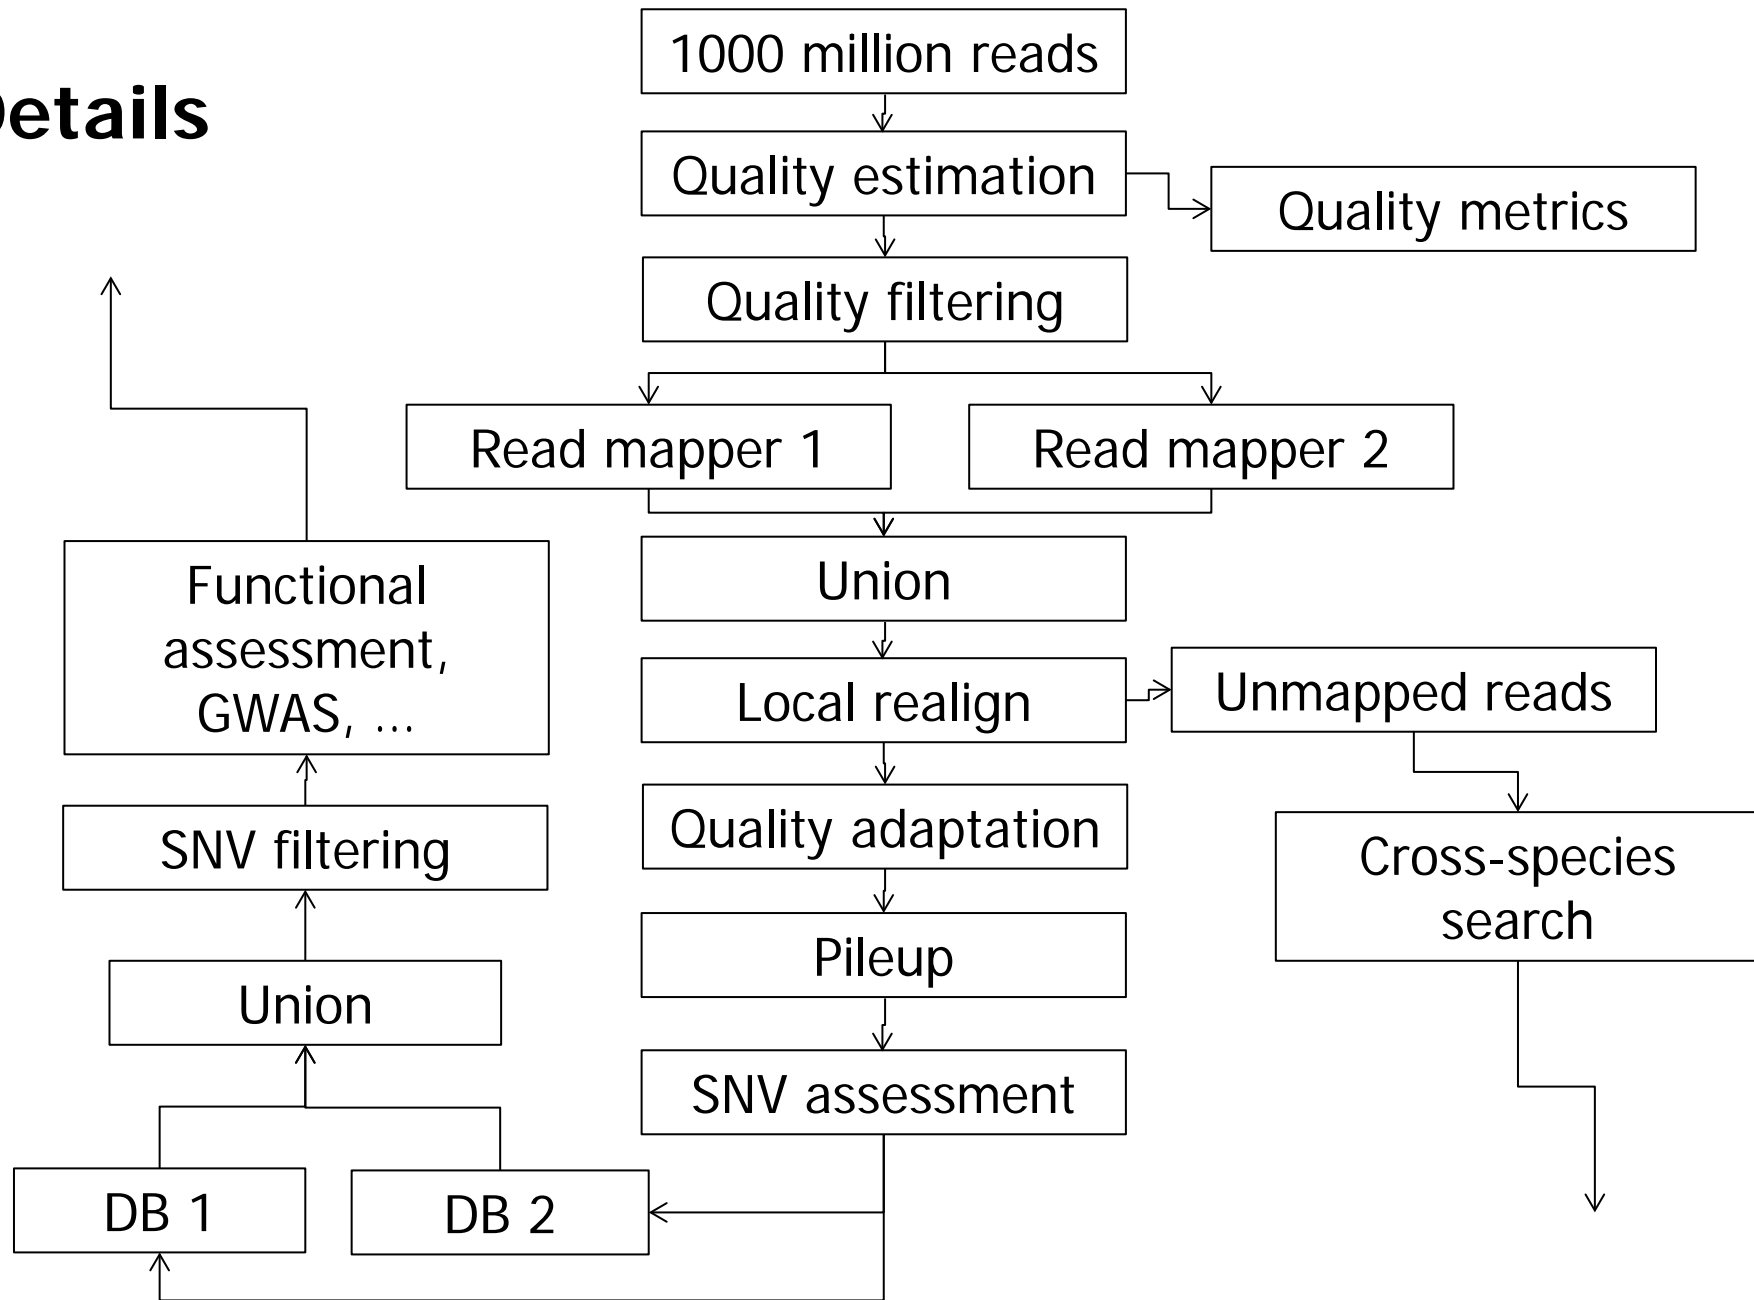 Details
1000 million reads
Quality estimation
Quality metrics
Quality filtering
Read mapper 1
Read mapper 2
Union
Functional
assessment,
GWAS, ...
Local realign
Unmapped reads
Quality adaptation
SNV filtering
Cross-species
search
Pileup
Union
SNV assessment
DB 1
DB 2